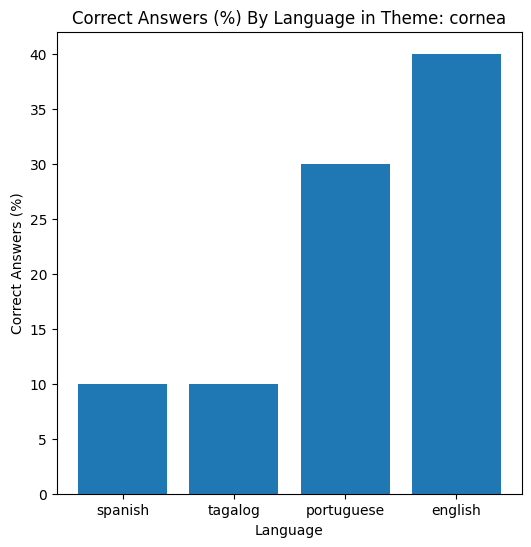 Correct Answers (%) By Language in Theme: cornea
Correct Answers (%)
40
35
30
25
20
15
10
5
0
spanish tagalog portuguese english
Language